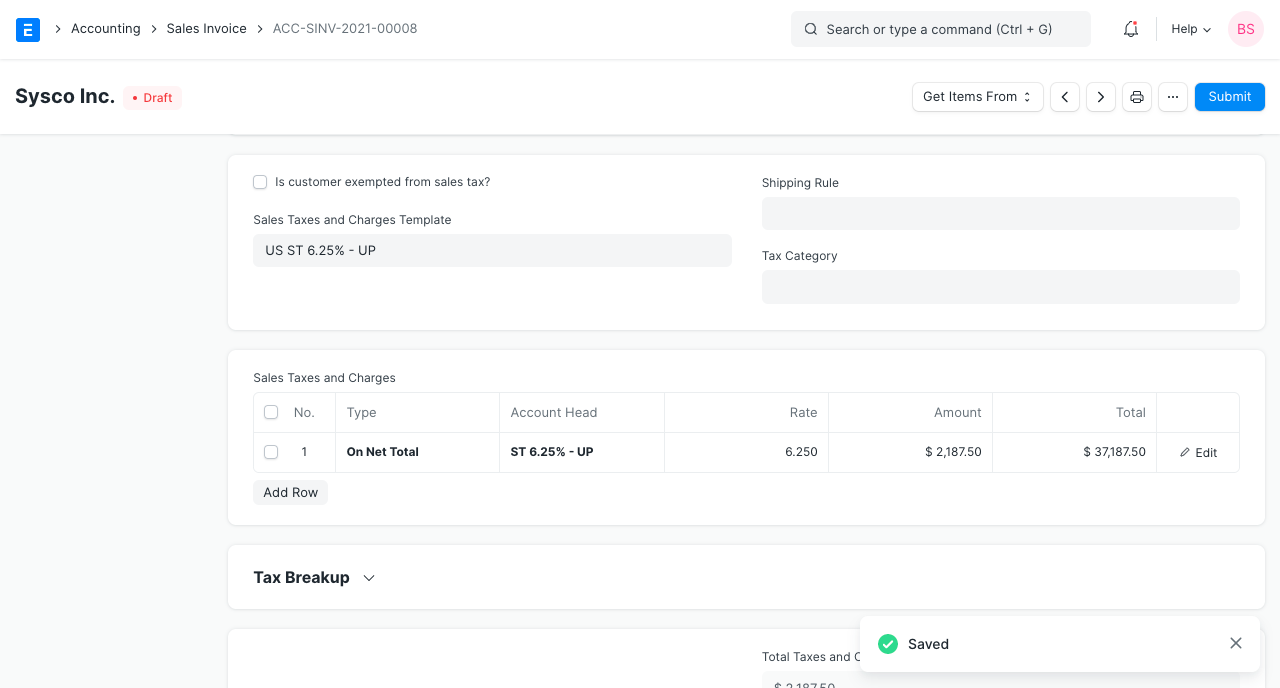 E Accounting Sales Invoice ACC-SINV-2021-00008 Search or type a command (Ctrl + G) Help BS
Sysco Inc. Draft Get Items From ... Submit
Is customer exempted from sales tax?
Shipping Rule
Sales Taxes and Charges Template
US ST 6.25% - UP
Tax Category
Sales Taxes and Charges
No. Type Account Head Rate Amount Total
1 On Net Total ST 6.25% - UP 6.250 $ 2,187.50 $ 37,187.50 Edit
Add Row
Tax Breakup
Saved
Total Taxes and C
$ 2,187.50